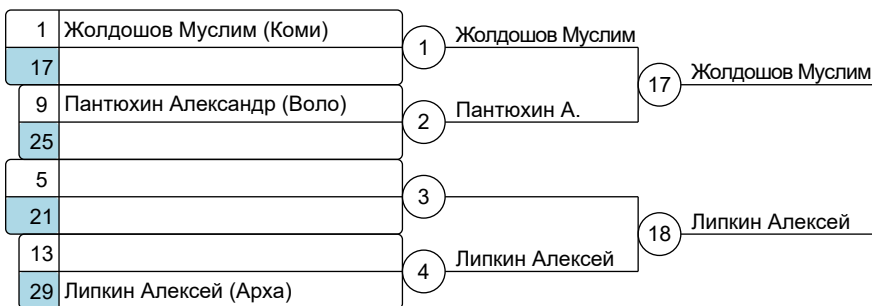 1 Жолдошов Муслим (Коми)
17
1 Жолдошов Муслим
9 Пантюхин Александр (Воло)
25
2 Пантюхин А.
17 Жолдошов Муслим
5
21
3
13
29 Липкин Алексей (Арха)
4 Липкин Алексей
18 Липкин Алексей